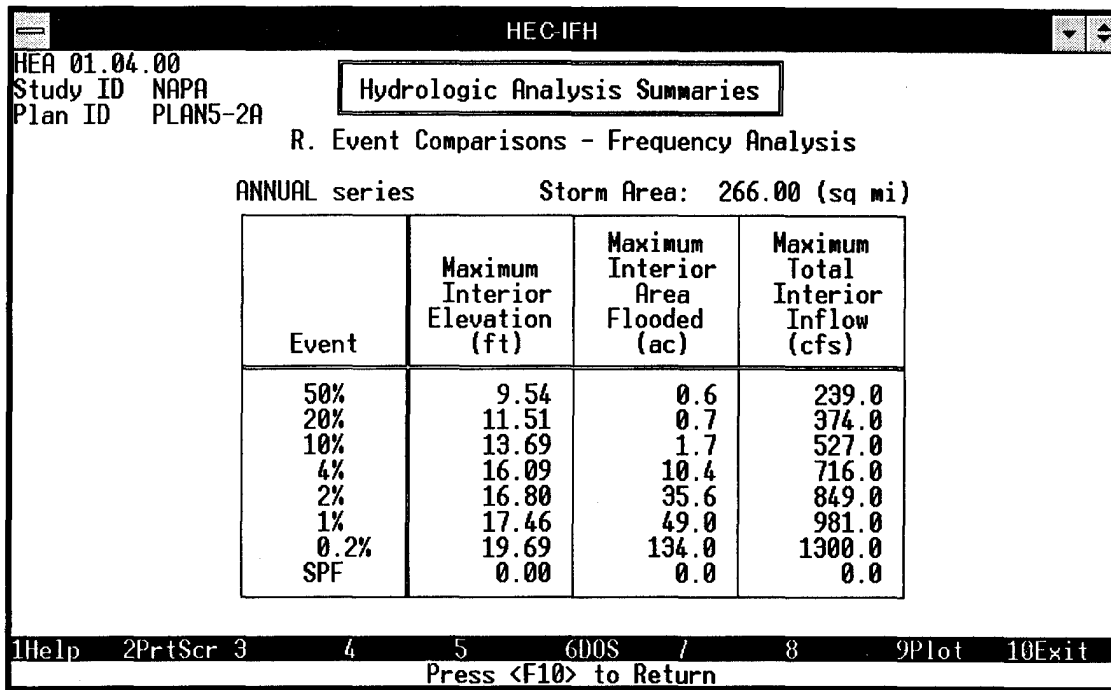 HEC-IFH
HEA 01.04.00
Study ID NAPA
Plan ID PLAN5-2A
Hydrologic Analysis Summaries
R. Event Comparisons - Frequency Analysis
ANNUAL series Storm Area: 266.00 (sq mi)
Event
Maximum
Interior
Elevation
(ft)
Maximum
Interior
Area
Flooded
(ac)
Maximum
Total
Interior
Inflow
(cfs)
50% 9.54 0.6 239.0
20% 11.51 0.7 374.0
10% 13.69 1.7 527.0
4% 16.09 10.4 716.0
2% 16.80 35.6 849.0
1% 17.46 49.0 981.0
0.2% 19.69 134.0 1300.0
SPF 0.00 0.0 0.0
1Help 2PrtScr 3 4 5 6DOS 7 8 9Plot 10Exit
Press <F10> to Return